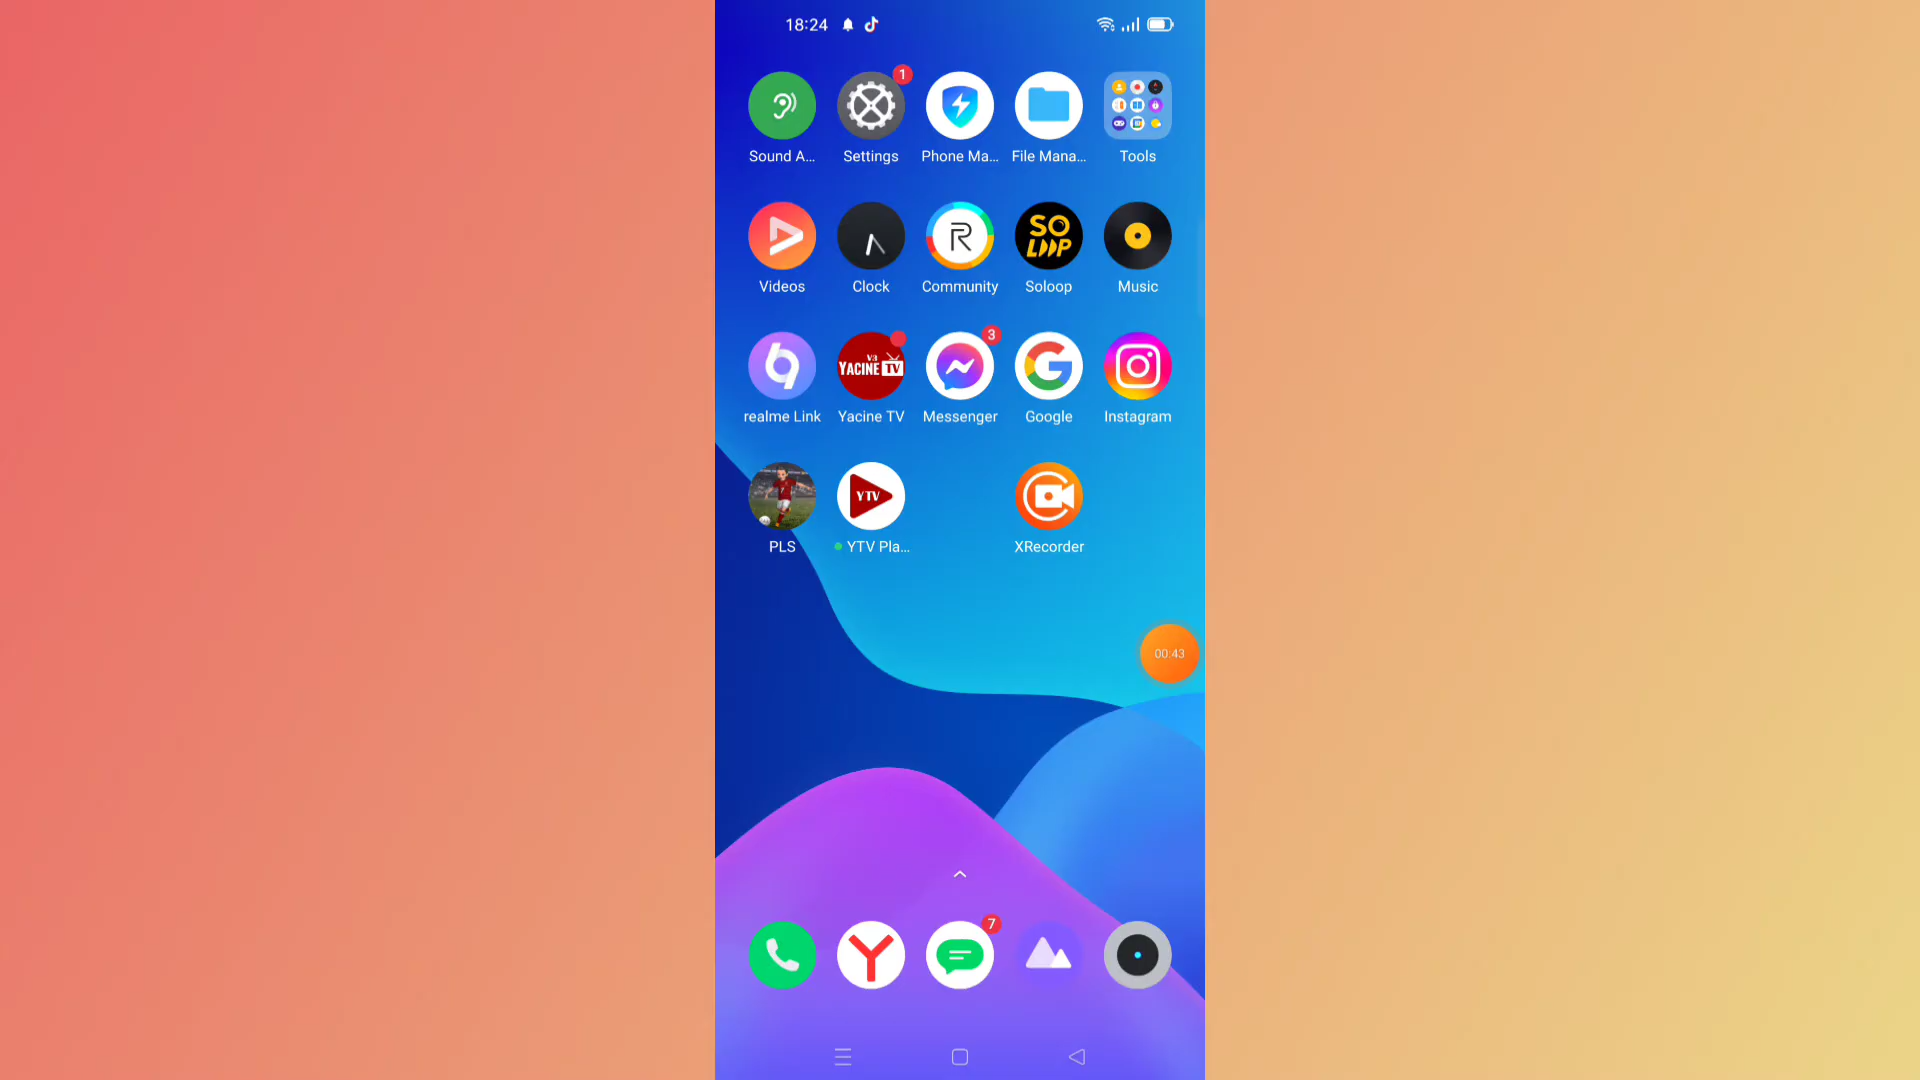 18:24
1
Sound A...
Settings
Phone Ma...
File Mana...
Tools
R
SO
LOOP
Videos
Clock
Community
Soloop
Music
V3
YACINE TV
3
G
realme Link
Yacine TV
Messenger
Google
Instagram
7
YTV
PLS
YTV Pla...
XRecorder
00:43
Y
7